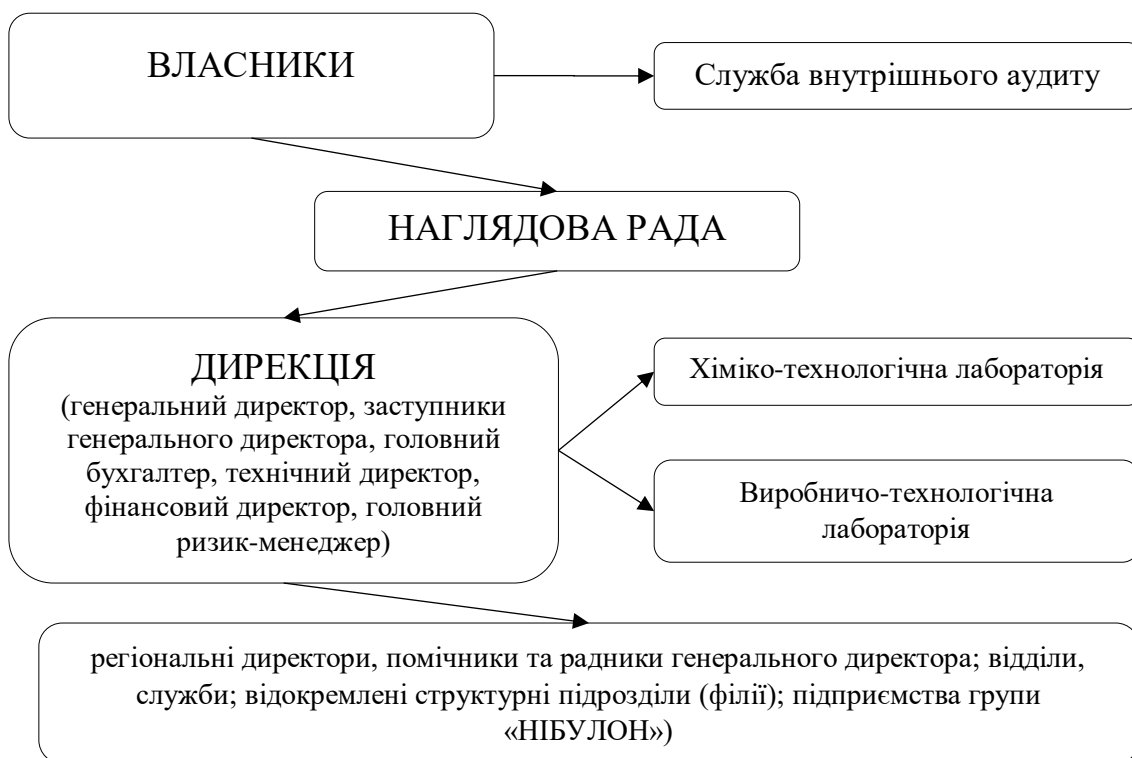 ВЛАСНИКИ
Служба внутрішнього аудиту
НАГЛЯДОВА РАДА
ДИРЕКЦІЯ
(генеральний директор, заступники
генерального директора, головний
бухгалтер, технічний директор,
фінансовий директор, головний
ризик-менеджер)
Хіміко-технологічна лабораторія
Виробничо-технологічна
лабораторія
регіональні директори, помічники та радники генерального директора; відділи,
служби; відокремлені структурні підрозділи (філії); підприємства групи
«НІБУЛОН»)